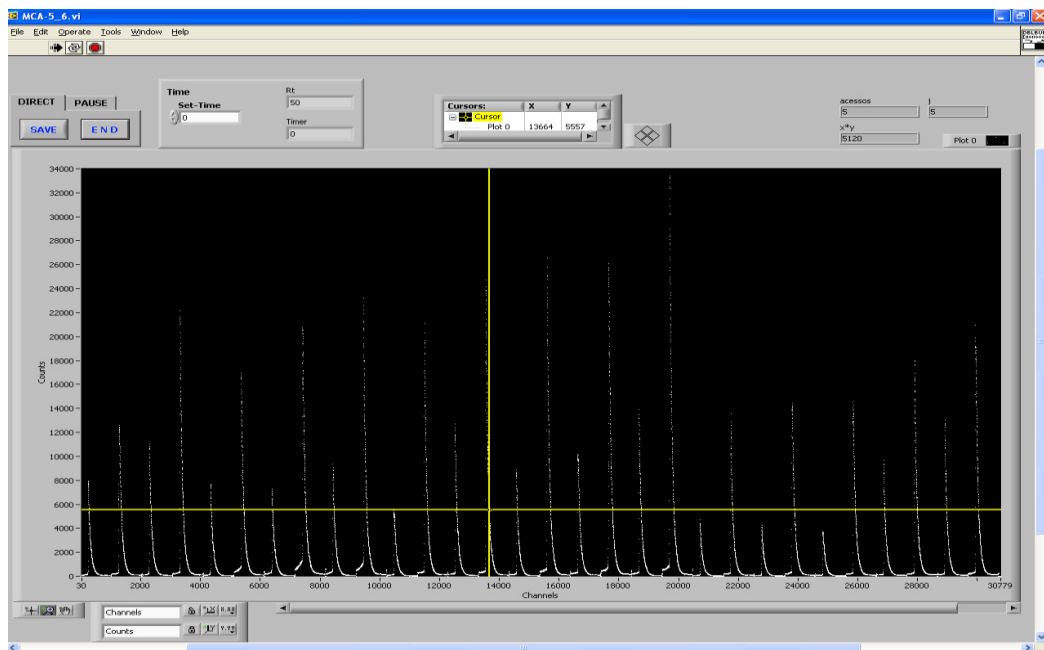 MCA-5_6.vi
File Edit Operate Tools Window Help
DIRECT PAUSE
SAVE END
Time
Set-Time
0
Rt
50
Timer
0
Cursors: X Y
Cursor
Plot 0 13664 5557
acessos
5
j
5
x*y
5120
Plot 0
34000
32000
30000
28000
26000
24000
22000
20000
18000
16000
14000
12000
10000
8000
6000
4000
2000
0
Counts
30 2000 4000 6000 8000 10000 12000 14000 16000 18000 20000 22000 24000 26000 28000 30779
Channels
Channels
Counts